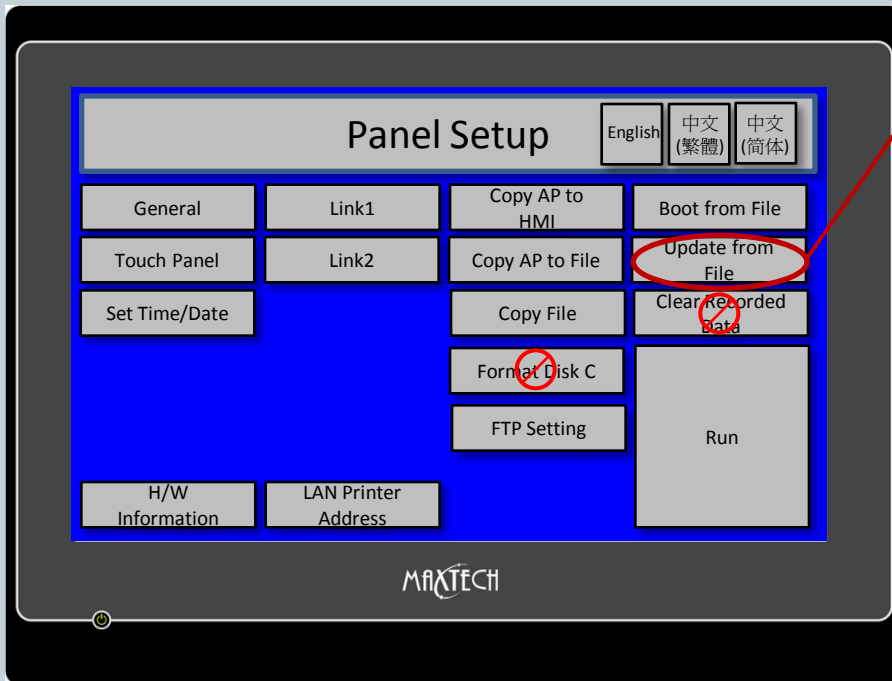 Panel Setup
English
中文
(繁體)
中文
(简体)
General
Link1
Copy AP to
HMI
Boot from File
Touch Panel
Link2
Copy AP to File
Update from
File
Set Time/Date
Copy File
Clear Recorded
Data
Format Disk C
FTP Setting
Run
H/W
Information
LAN Printer
Address
MAXTECH